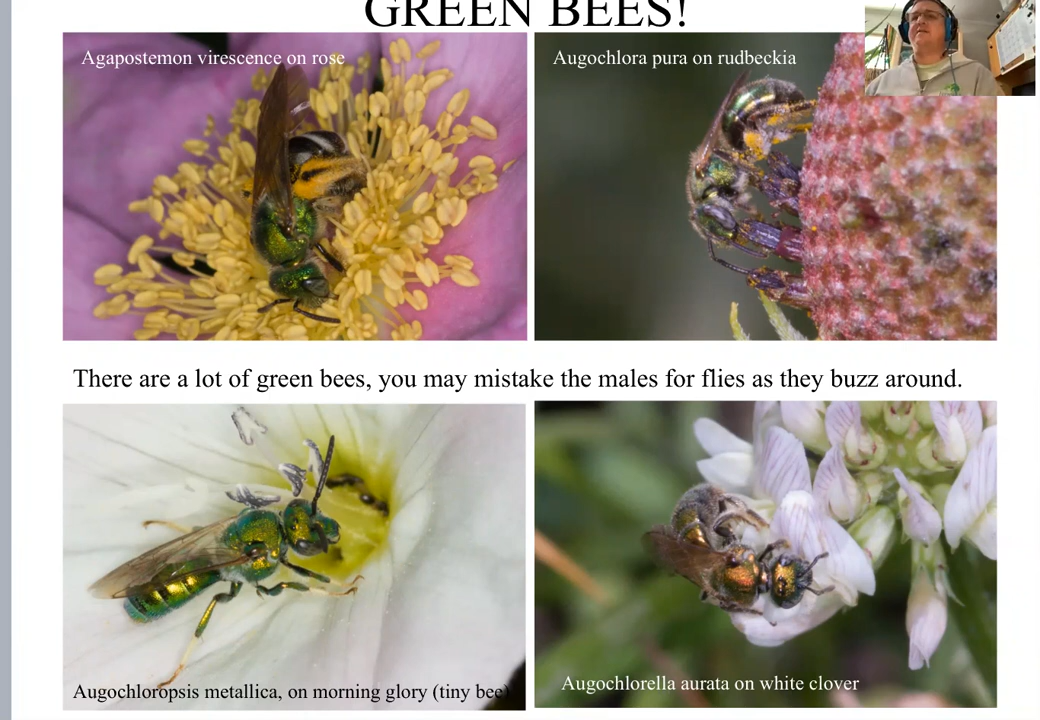 GREEN BEES!
Agapostemon virescence on rose
Augochlora pura on rudbeckia
There are a lot of green bees, you may mistake the males for flies as they buzz around.
Augochloropsis metallica, on morning glory (tiny bee)
Augochlorella aurata on white clover